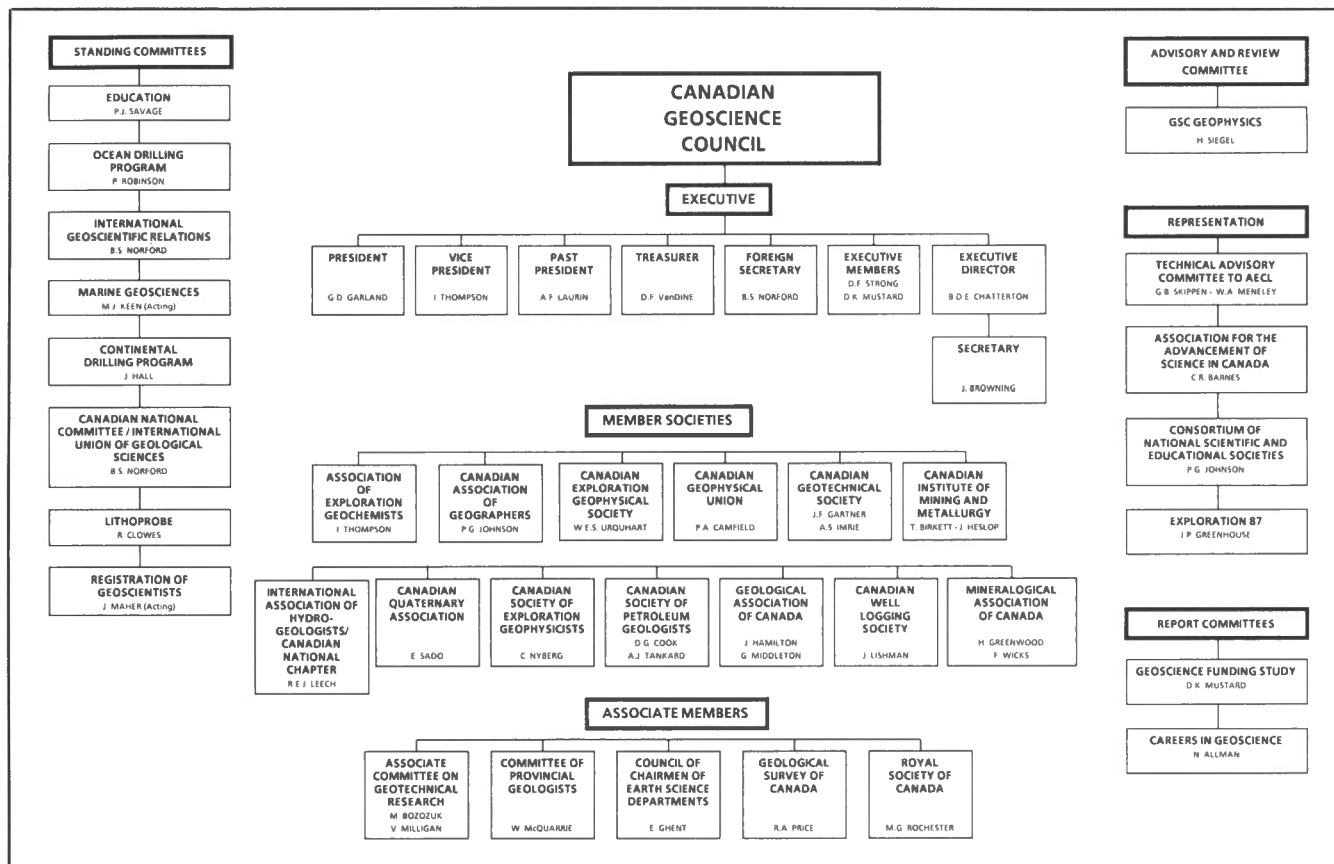 STANDING COMMITTEES
EDUCATION
P.J. SAVAGE
OCEAN DRILLING
PROGRAM
P ROBINSON
INTERNATIONAL
GEOSCIENTIFIC RELATIONS
B.S. NORFORD
MARINE GEOSCIENCES
M.J. KEEN (Acting)
CONTINENTAL
DRILLING PROGRAM
J. HALL
CANADIAN NATIONAL
COMMITTEE / INTERNATIONAL
UNION OF GEOLOGICAL
SCIENCES
B.S. NORFORD
LITHOPROBE
R. CLOWES
REGISTRATION OF
GEOSCIENTISTS
J. MAHER (Acting)
CANADIAN
GEOSCIENCE
COUNCIL
EXECUTIVE
PRESIDENT
G.D. GARLAND
VICE
PRESIDENT
I THOMPSON
PAST
PRESIDENT
A.F. LAURIN
TREASURER
D.F. VanDINE
FOREIGN
SECRETARY
B.S. NORFORD
EXECUTIVE
MEMBERS
D.F. STRONG
D.K. MUSTARD
EXECUTIVE
DIRECTOR
B.D.E. CHATTERTON
SECRETARY
J. BROWNING
MEMBER SOCIETIES
ASSOCIATION
OF
EXPLORATION
GEOCHEMISTS
I THOMPSON
CANADIAN
ASSOCIATION
OF
GEOGRAPHERS
P.G. JOHNSON
CANADIAN
EXPLORATION
GEOPHYSICAL
SOCIETY
W.E.S. URQUHART
CANADIAN
GEOPHYSICAL
UNION
P.A. CAMFIELD
CANADIAN
GEOTECHNICAL
SOCIETY
J.F. GARTNER
A.S. IMRIE
CANADIAN
INSTITUTE OF
MINING AND
METALLURGY
T. BIRKETT - J. HESLOP
INTERNATIONAL
ASSOCIATION OF
HYDRO-
GEOLOGISTS/
CANADIAN
NATIONAL
CHAPTER
R.E.J. LEECH
CANADIAN
QUATERNARY
ASSOCIATION
E. SADO
CANADIAN
SOCIETY OF
EXPLORATION
GEOPHYSICISTS
C. NYBERG
CANADIAN
SOCIETY OF
PETROLEUM
GEOLOGISTS
D.G. COOK
A.J. TANKARD
GEOLOGICAL
ASSOCIATION
OF CANADA
J. HAMILTON
G. MIDDLETON
CANADIAN
WELL
LOGGING
SOCIETY
J. LISHMAN
MINERALOGICAL
ASSOCIATION
OF CANADA
H. GREENWOOD
F. WICKS
ASSOCIATE MEMBERS
ASSOCIATE
COMMITTEE ON
GEOTECHNICAL
RESEARCH
M. BOZOZUK
V. MILLIGAN
COMMITTEE OF
PROVINCIAL
GEOLOGISTS
W. McQUARRIE
COUNCIL OF
CHAIRMEN OF
EARTH SCIENCE
DEPARTMENTS
E. GHENT
GEOLOGICAL
SURVEY OF
CANADA
R.A. PRICE
ROYAL
SOCIETY OF
CANADA
M.G. ROCHESTER
ADVISORY AND REVIEW
COMMITTEE
GSC GEOPHYSICS
H. SIEGEL
REPRESENTATION
TECHNICAL ADVISORY
COMMITTEE TO AECL
G.B. SKIPPEN - W.A. MENELEY
ASSOCIATION FOR THE
ADVANCEMENT OF
SCIENCE IN CANADA
C.R. BARNES
CONSORTIUM OF
NATIONAL SCIENTIFIC AND
EDUCATIONAL SOCIETIES
P.G. JOHNSON
EXPLORATION 87
J.P. GREENHOUSE
REPORT COMMITTEES
GEOSCIENCE FUNDING STUDY
D.K. MUSTARD
CAREERS IN GEOSCIENCE
N. ALLMAN